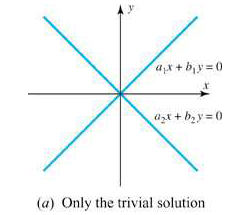 y
a₁x + b₁y = 0
x
a₂x + b₂y = 0
(a) Only the trivial solution